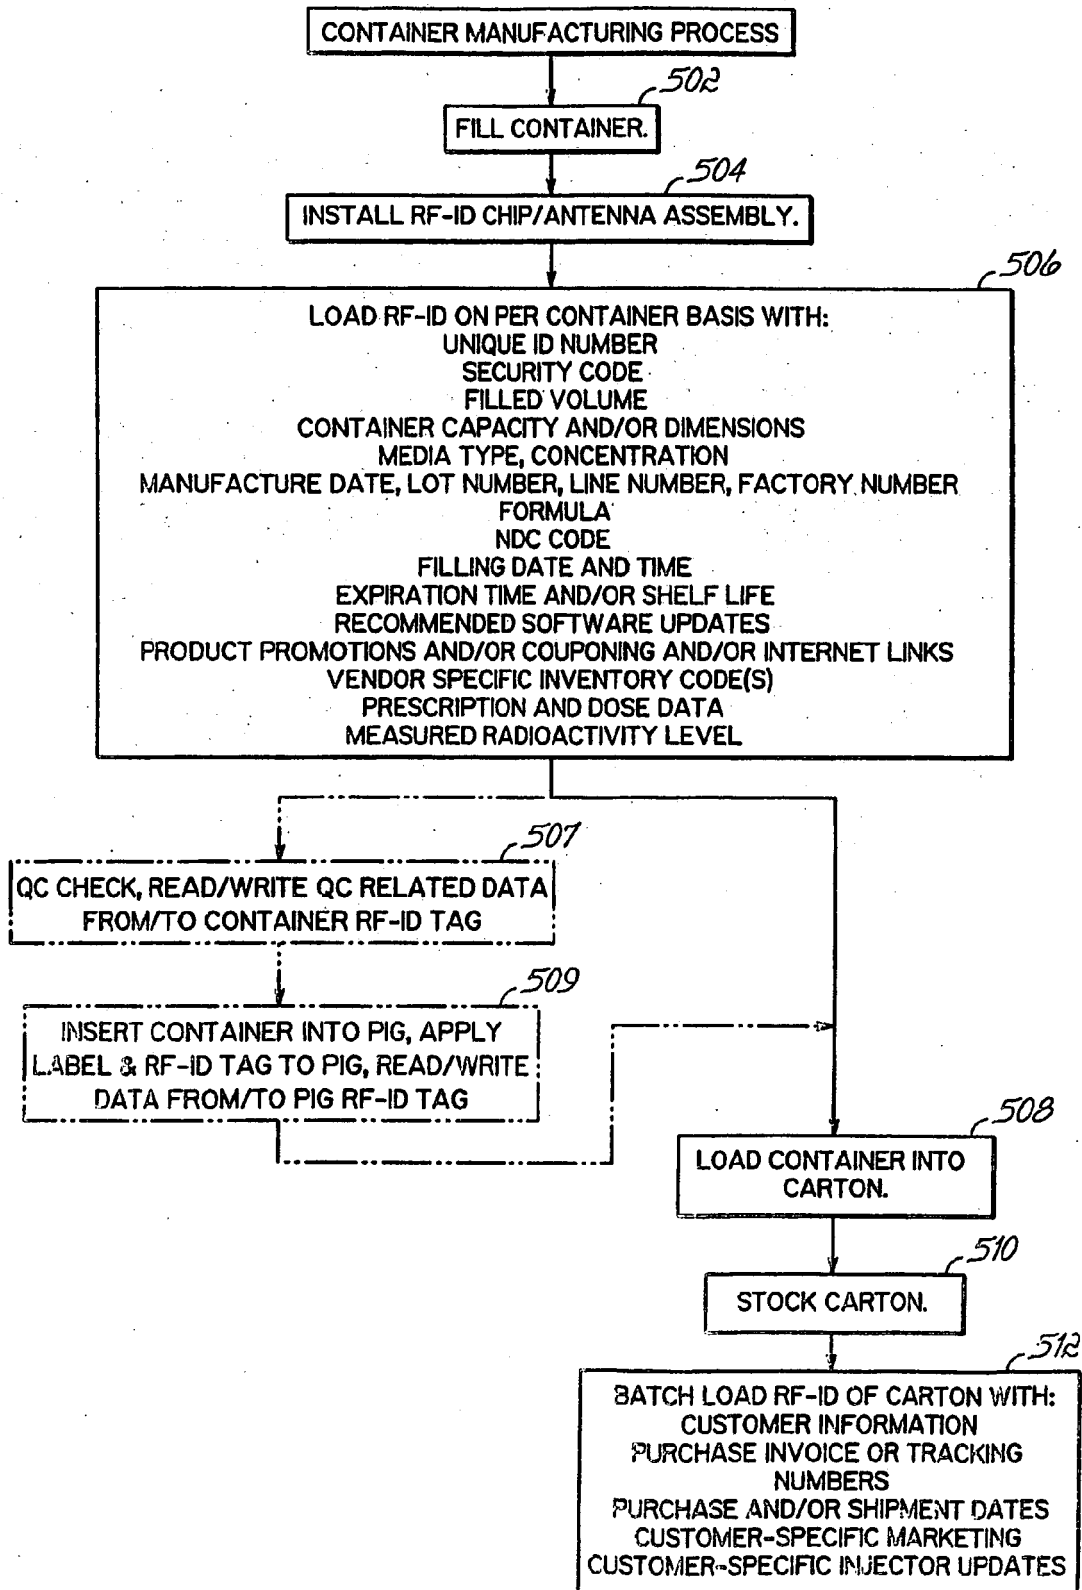 CONTAINER MANUFACTURING PROCESS
502
FILL CONTAINER.
504
INSTALL RF-ID CHIP/ANTENNA ASSEMBLY.
506
LOAD RF-ID ON PER CONTAINER BASIS WITH:
UNIQUE ID NUMBER
SECURITY CODE
FILLED VOLUME
CONTAINER CAPACITY AND/OR DIMENSIONS
MEDIA TYPE, CONCENTRATION
MANUFACTURE DATE, LOT NUMBER, LINE NUMBER, FACTORY NUMBER
FORMULA
NDC CODE
FILLING DATE AND TIME
EXPIRATION TIME AND/OR SHELF LIFE
RECOMMENDED SOFTWARE UPDATES
PRODUCT PROMOTIONS AND/OR COUPONING AND/OR INTERNET LINKS
VENDOR SPECIFIC INVENTORY CODE(S)
PRESCRIPTION AND DOSE DATA
MEASURED RADIOACTIVITY LEVEL
507
QC CHECK, READ/WRITE QC RELATED DATA
FROM/TO CONTAINER RF-ID TAG
509
INSERT CONTAINER INTO PIG, APPLY
LABEL & RF-ID TAG TO PIG, READ/WRITE
DATA FROM/TO PIG RF-ID TAG
508
LOAD CONTAINER INTO
CARTON.
510
STOCK CARTON.
512
BATCH LOAD RF-ID OF CARTON WITH:
CUSTOMER INFORMATION
PURCHASE INVOICE OR TRACKING
NUMBERS
PURCHASE AND/OR SHIPMENT DATES
CUSTOMER-SPECIFIC MARKETING
CUSTOMER-SPECIFIC INJECTOR UPDATES